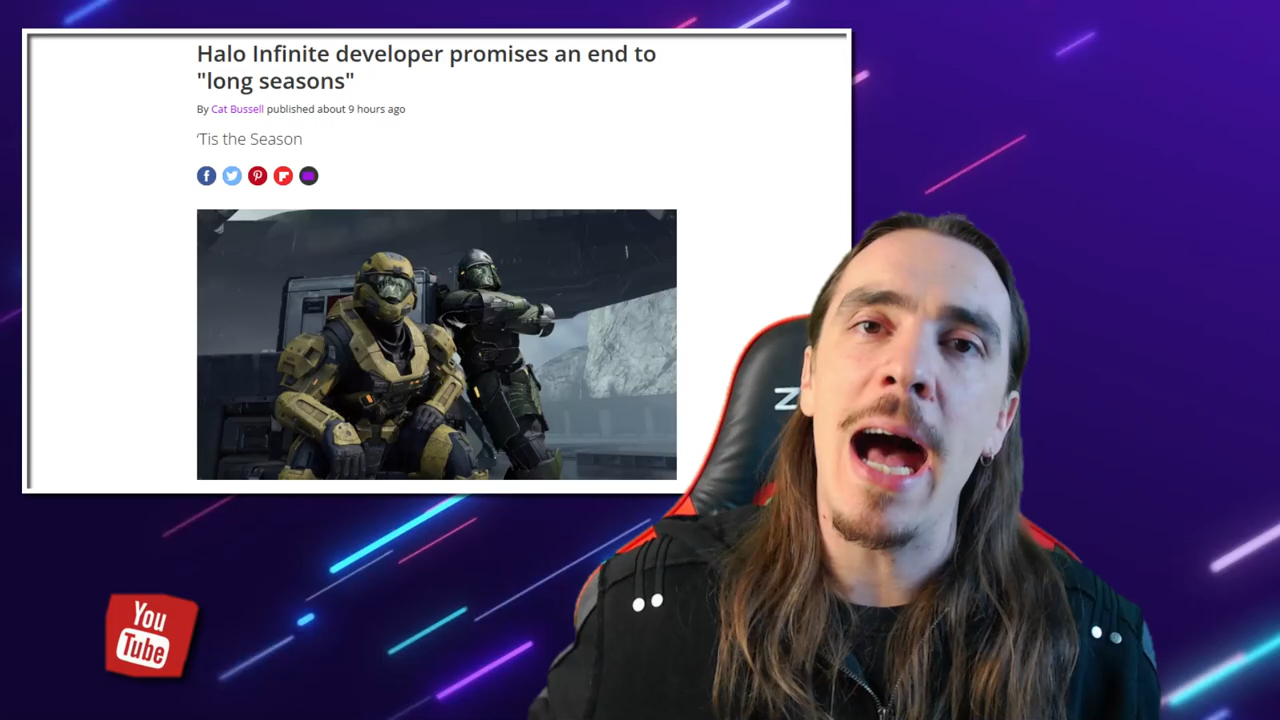 Halo Infinite developer promises an end to
"long seasons"
By Cat Bussell published about 9 hours ago
'Tis the Season
f
N
You
Tube